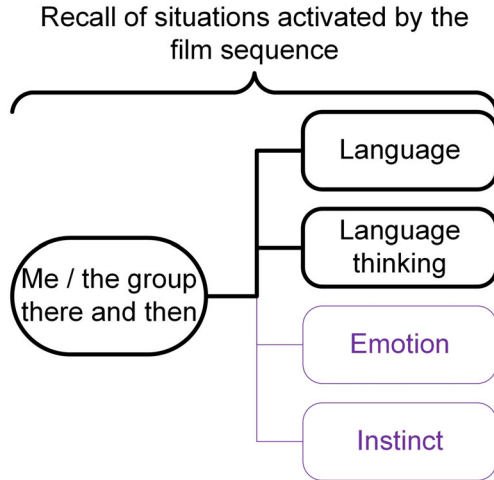 Recall of situations activated by the
film sequence
Language
Language
thinking
Me / the group
there and then
Emotion
Instinct